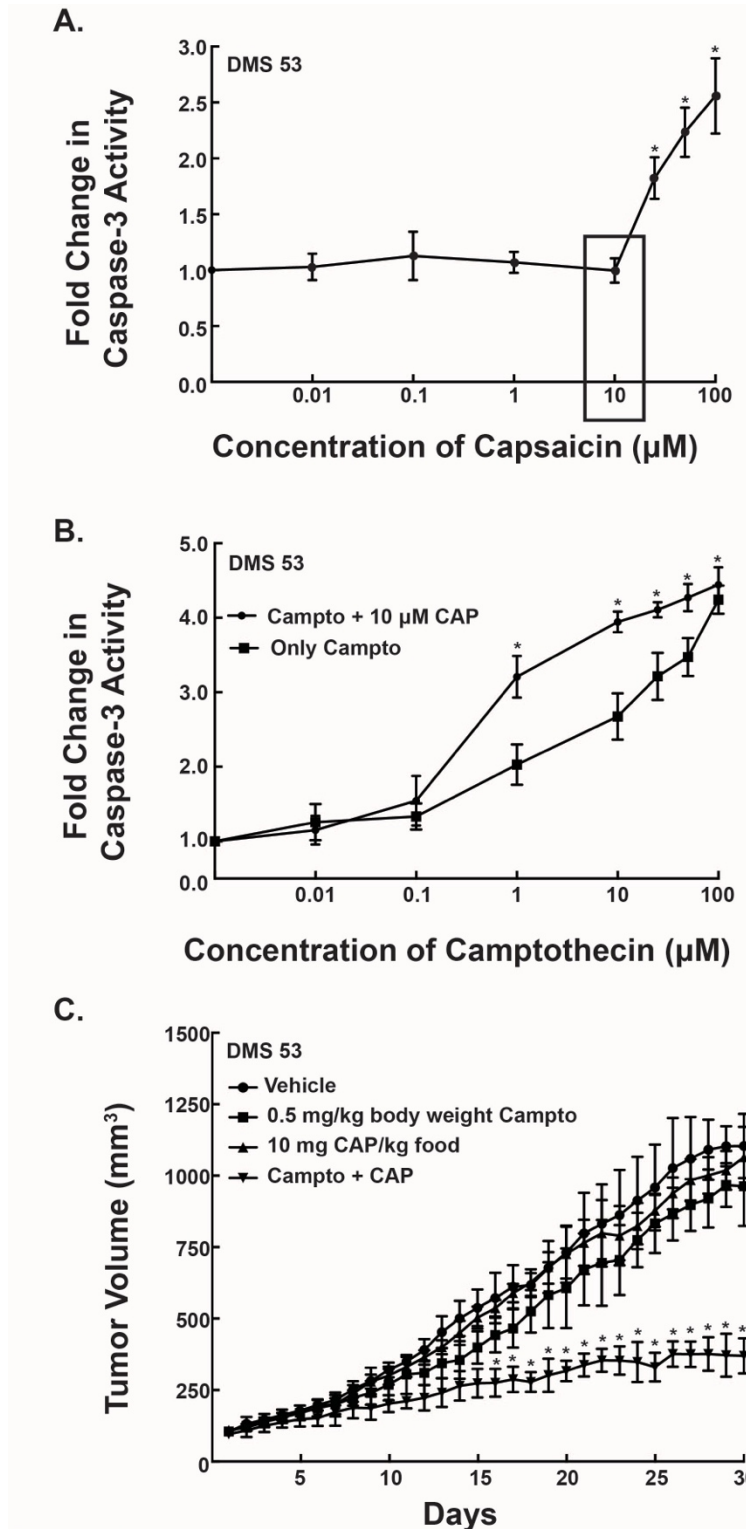 A.
DMS 53
Fold Change in
Caspase-3 Activity
3.0
2.5
2.0
1.5
1.0
0.5
0.0
* * * 
0.01 0.1 1 10 100
Concentration of Capsaicin (µM)
B.
DMS 53
Campto + 10 µM CAP
Only Campto
Fold Change in
Caspase-3 Activity
5.0
4.0
3.0
2.0
1.0
0.0
* * * * *
0.01 0.1 1 10 100
Concentration of Camptothecin (µM)
C.
DMS 53
Vehicle
0.5 mg/kg body weight Campto
10 mg CAP/kg food
Campto + CAP
Tumor Volume (mm³)
1500
1250
1000
750
500
250
0
* * * * * * * * * * * * * * *
5 10 15 20 25 30
Days